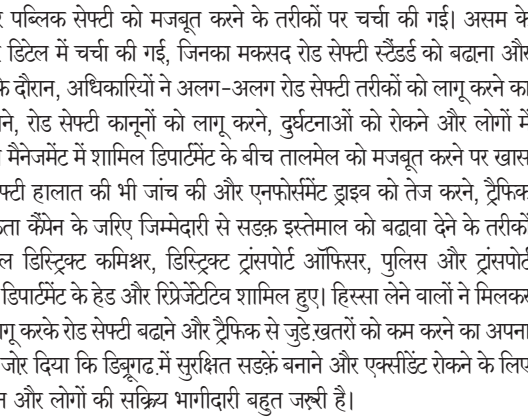 पब्लिक सेफ्टी को मजबूत करने के तरीकों पर चर्चा की गई। असम के
डिटेल में चर्चा की गई, जिनका मकसद रोड सेफ्टी स्टैंडर्ड को बढाना और
के दौरान, अधिकारियों ने अलग-अलग रोड सेफ्टी तरीकों को लागू करने का
ने, रोड सेफ्टी कानूनों को लागू करने, दुर्घटनाओं को रोकने और लोगों में
मैनेजमेंट में शामिल डिपार्टमेंट के बीच तालमेल को मजबूत करने पर खास
फ्टी हालात की भी जांच की और एनफोर्समेंट ड्राइव को तेज करने, ट्रैफिक
ता कैंपेन के जरिए जिम्मेदारी से सडक़ इस्तेमाल को बढावा देने के तरीकों
ल डिस्ट्रिक्ट कमिश्नर, डिस्ट्रिक्ट ट्रांसपोर्ट ऑफिसर, पुलिस और ट्रांसपोर्ट
डिपार्टमेंट के हेड और रिप्रेजेंटेटिव शामिल हुए। हिस्सा लेने वालों ने मिलकर
गू करके रोड सेफ्टी बढाने और ट्रैफिक से जुडे.खतरों को कम करने का अपना
जोर दिया कि डिब्रूगढ.में सुरक्षित सडक़ें बनाने और एक्सीडेंट रोकने के लिए
न और लोगों की सक्रिय भागीदारी बहुत जरूरी है।